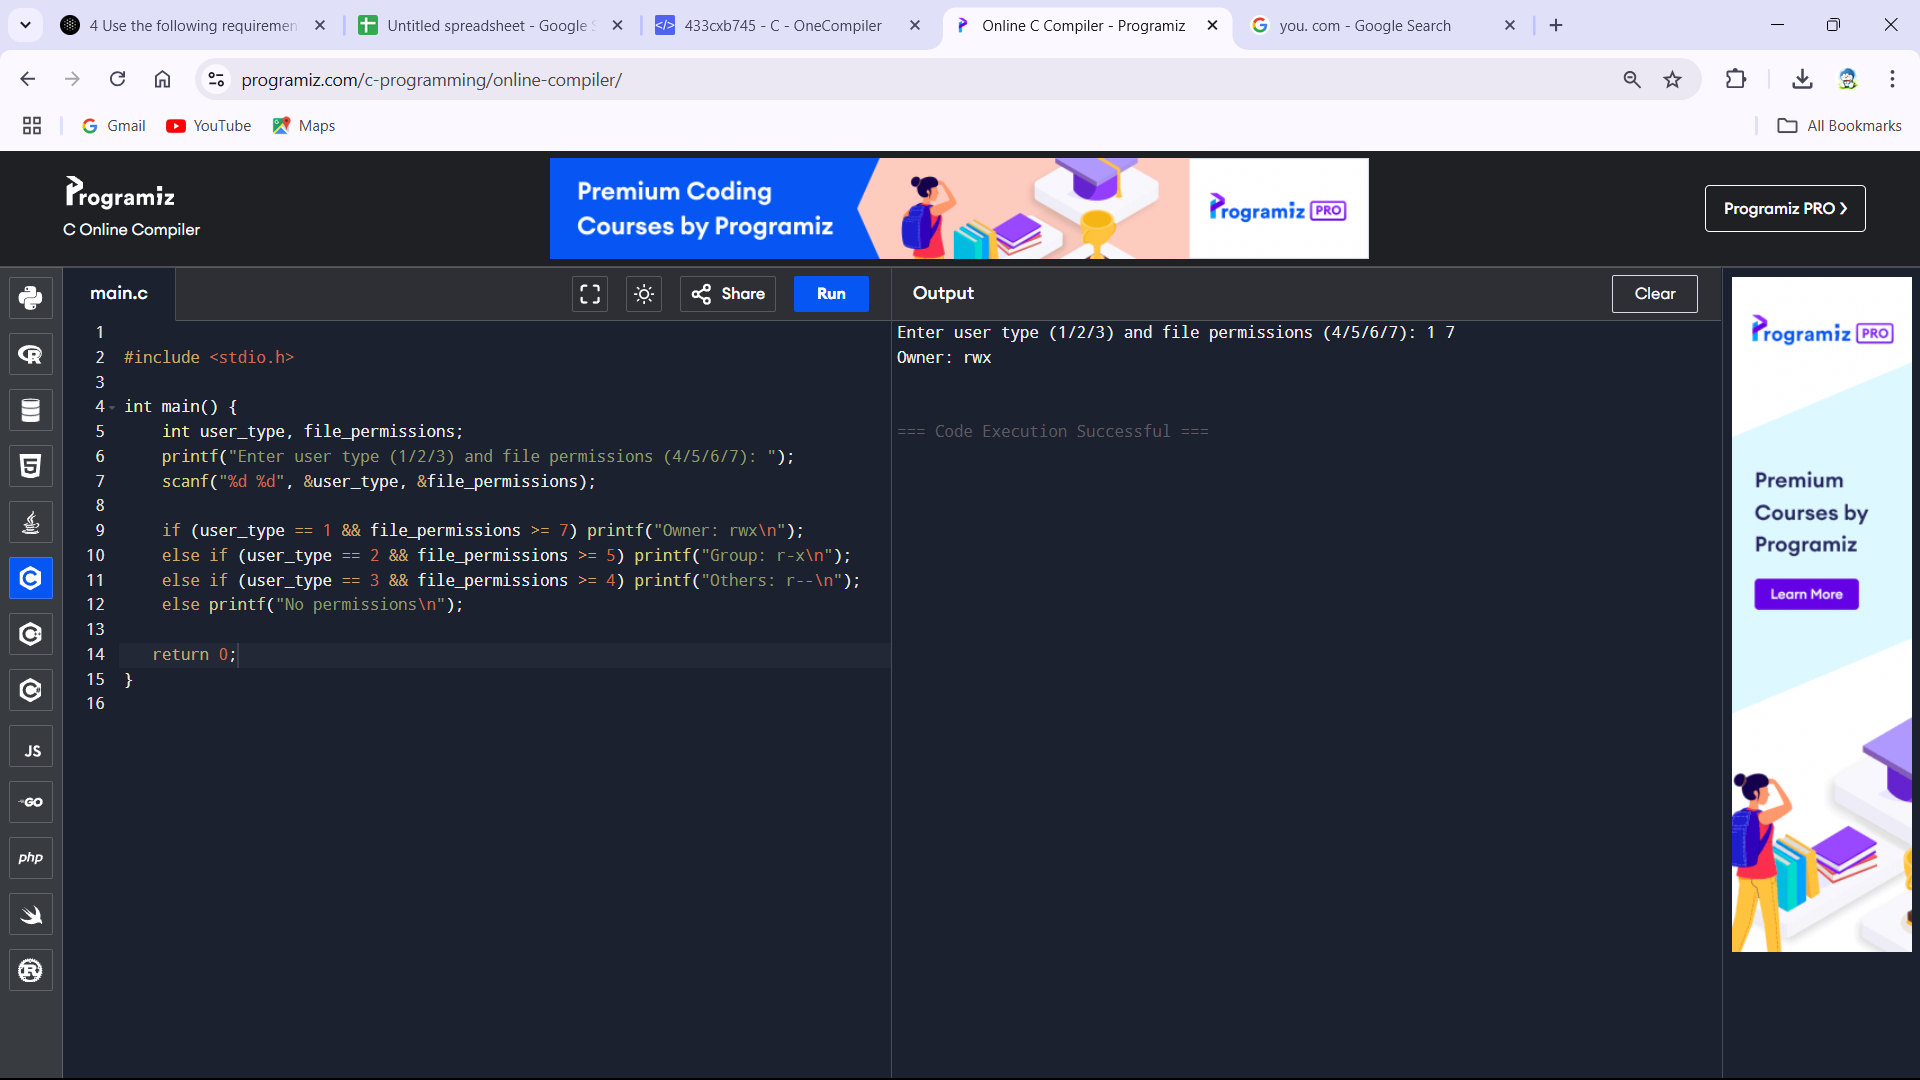 4 Use the following requiremen
Untitled spreadsheet - Google S
433cxb745 - C - OneCompiler
Online C Compiler - Programiz
you. com - Google Search
programiz.com/c-programming/online-compiler/
Gmail
YouTube
Maps
All Bookmarks
Programiz
C Online Compiler
Premium Coding
Courses by Programiz
Programiz PRO
Programiz PRO >
main.c
Share
Run
Output
Clear
1
2 #include <stdio.h>
3
4 int main() {
5     int user_type, file_permissions;
6     printf("Enter user type (1/2/3) and file permissions (4/5/6/7): ");
7     scanf("%d %d", &user_type, &file_permissions);
8
9     if (user_type == 1 && file_permissions >= 7) printf("Owner: rwx\n");
10     else if (user_type == 2 && file_permissions >= 5) printf("Group: r-x\n");
11     else if (user_type == 3 && file_permissions >= 4) printf("Others: r--\n");
12     else printf("No permissions\n");
13
14    return 0;
15 }
16
Enter user type (1/2/3) and file permissions (4/5/6/7): 1 7
Owner: rwx
=== Code Execution Successful ===
Programiz PRO
Premium
Courses by
Programiz
Learn More
R
5
C
C
C
JS
GO
php
R